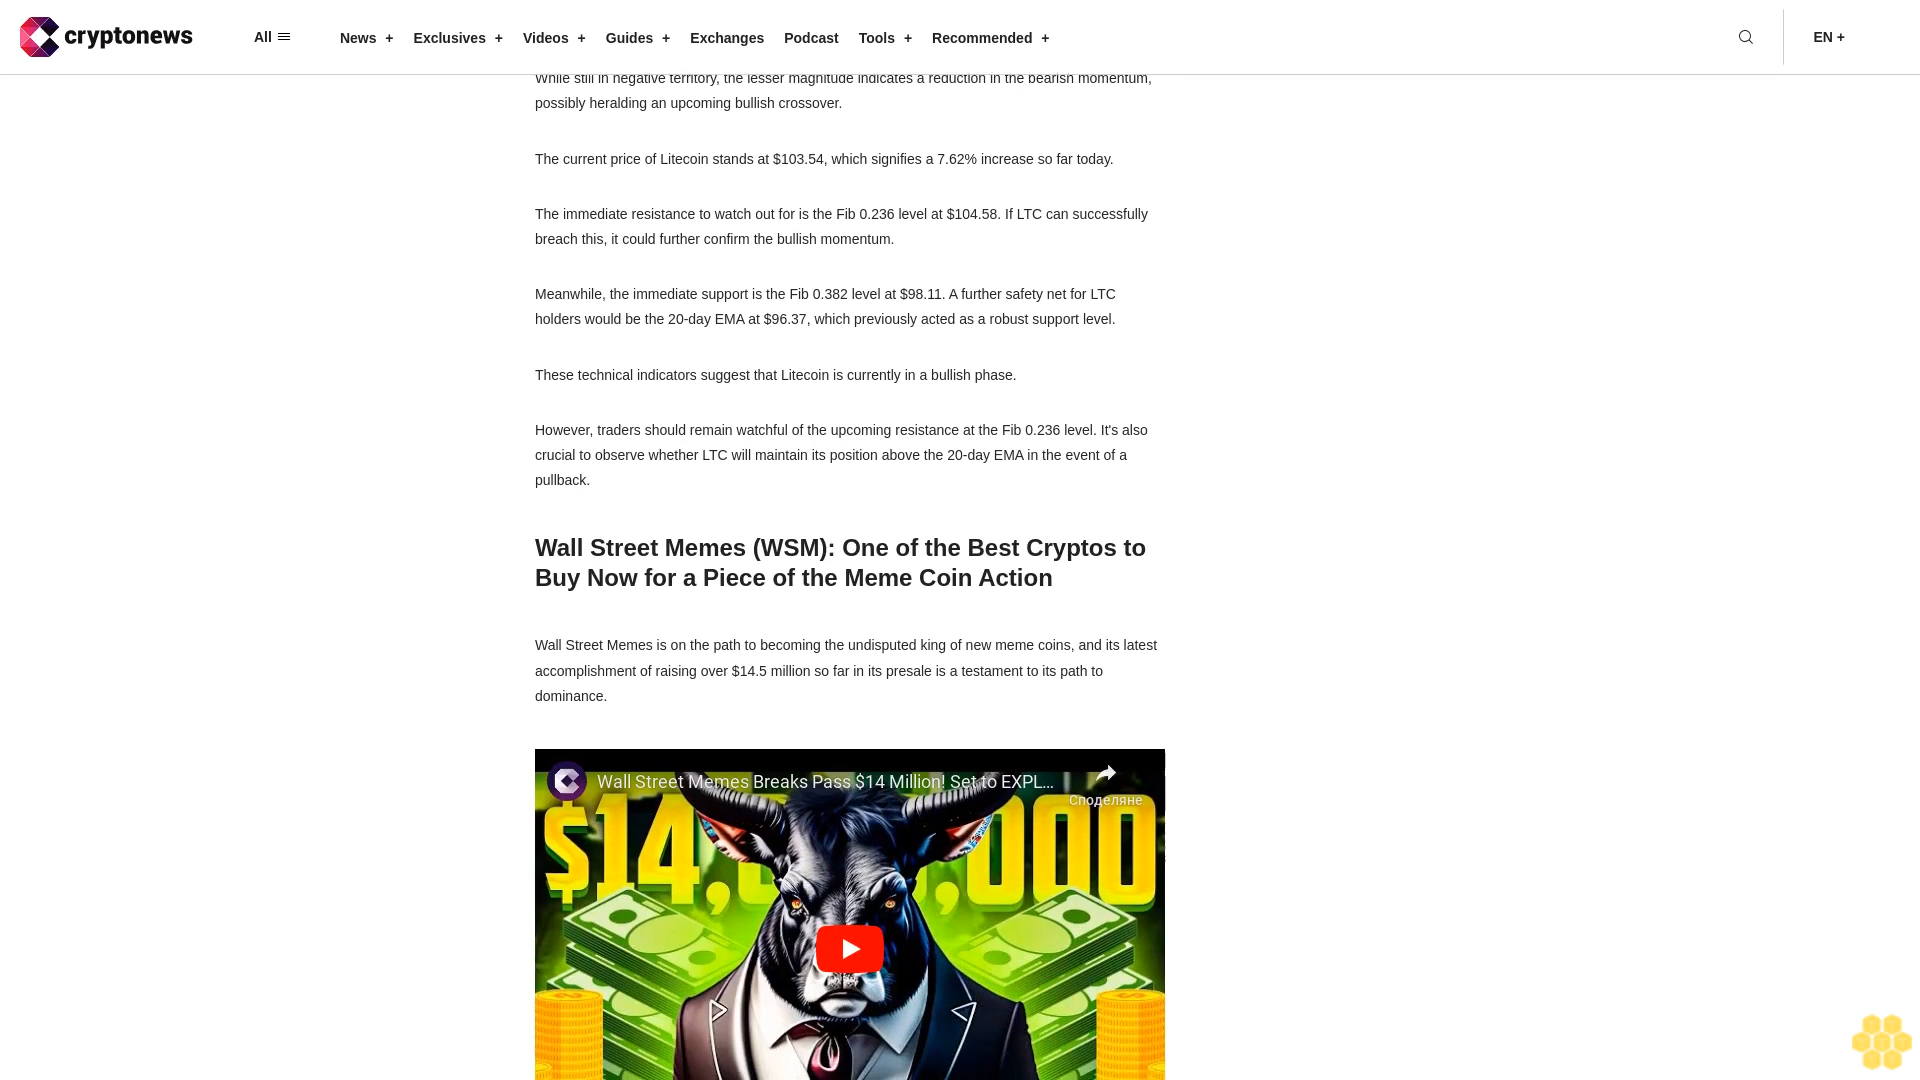 cryptonews
All
News +
Exclusives +
Videos +
Guides +
Exchanges
Podcast
Tools +
Recommended +
EN +
While still in negative territory, the lesser magnitude indicates a reduction in the bearish momentum,
possibly heralding an upcoming bullish crossover.
The current price of Litecoin stands at $103.54, which signifies a 7.62% increase so far today.
The immediate resistance to watch out for is the Fib 0.236 level at $104.58. If LTC can successfully
breach this, it could further confirm the bullish momentum.
Meanwhile, the immediate support is the Fib 0.382 level at $98.11. A further safety net for LTC
holders would be the 20-day EMA at $96.37, which previously acted as a robust support level.
These technical indicators suggest that Litecoin is currently in a bullish phase.
However, traders should remain watchful of the upcoming resistance at the Fib 0.236 level. It's also
crucial to observe whether LTC will maintain its position above the 20-day EMA in the event of a
pullback.
Wall Street Memes (WSM): One of the Best Cryptos to
Buy Now for a Piece of the Meme Coin Action
Wall Street Memes is on the path to becoming the undisputed king of new meme coins, and its latest
accomplishment of raising over $14.5 million so far in its presale is a testament to its path to
dominance.
Wall Street Memes Breaks Pass $14 Million! Set to EXPL...
Споделяне